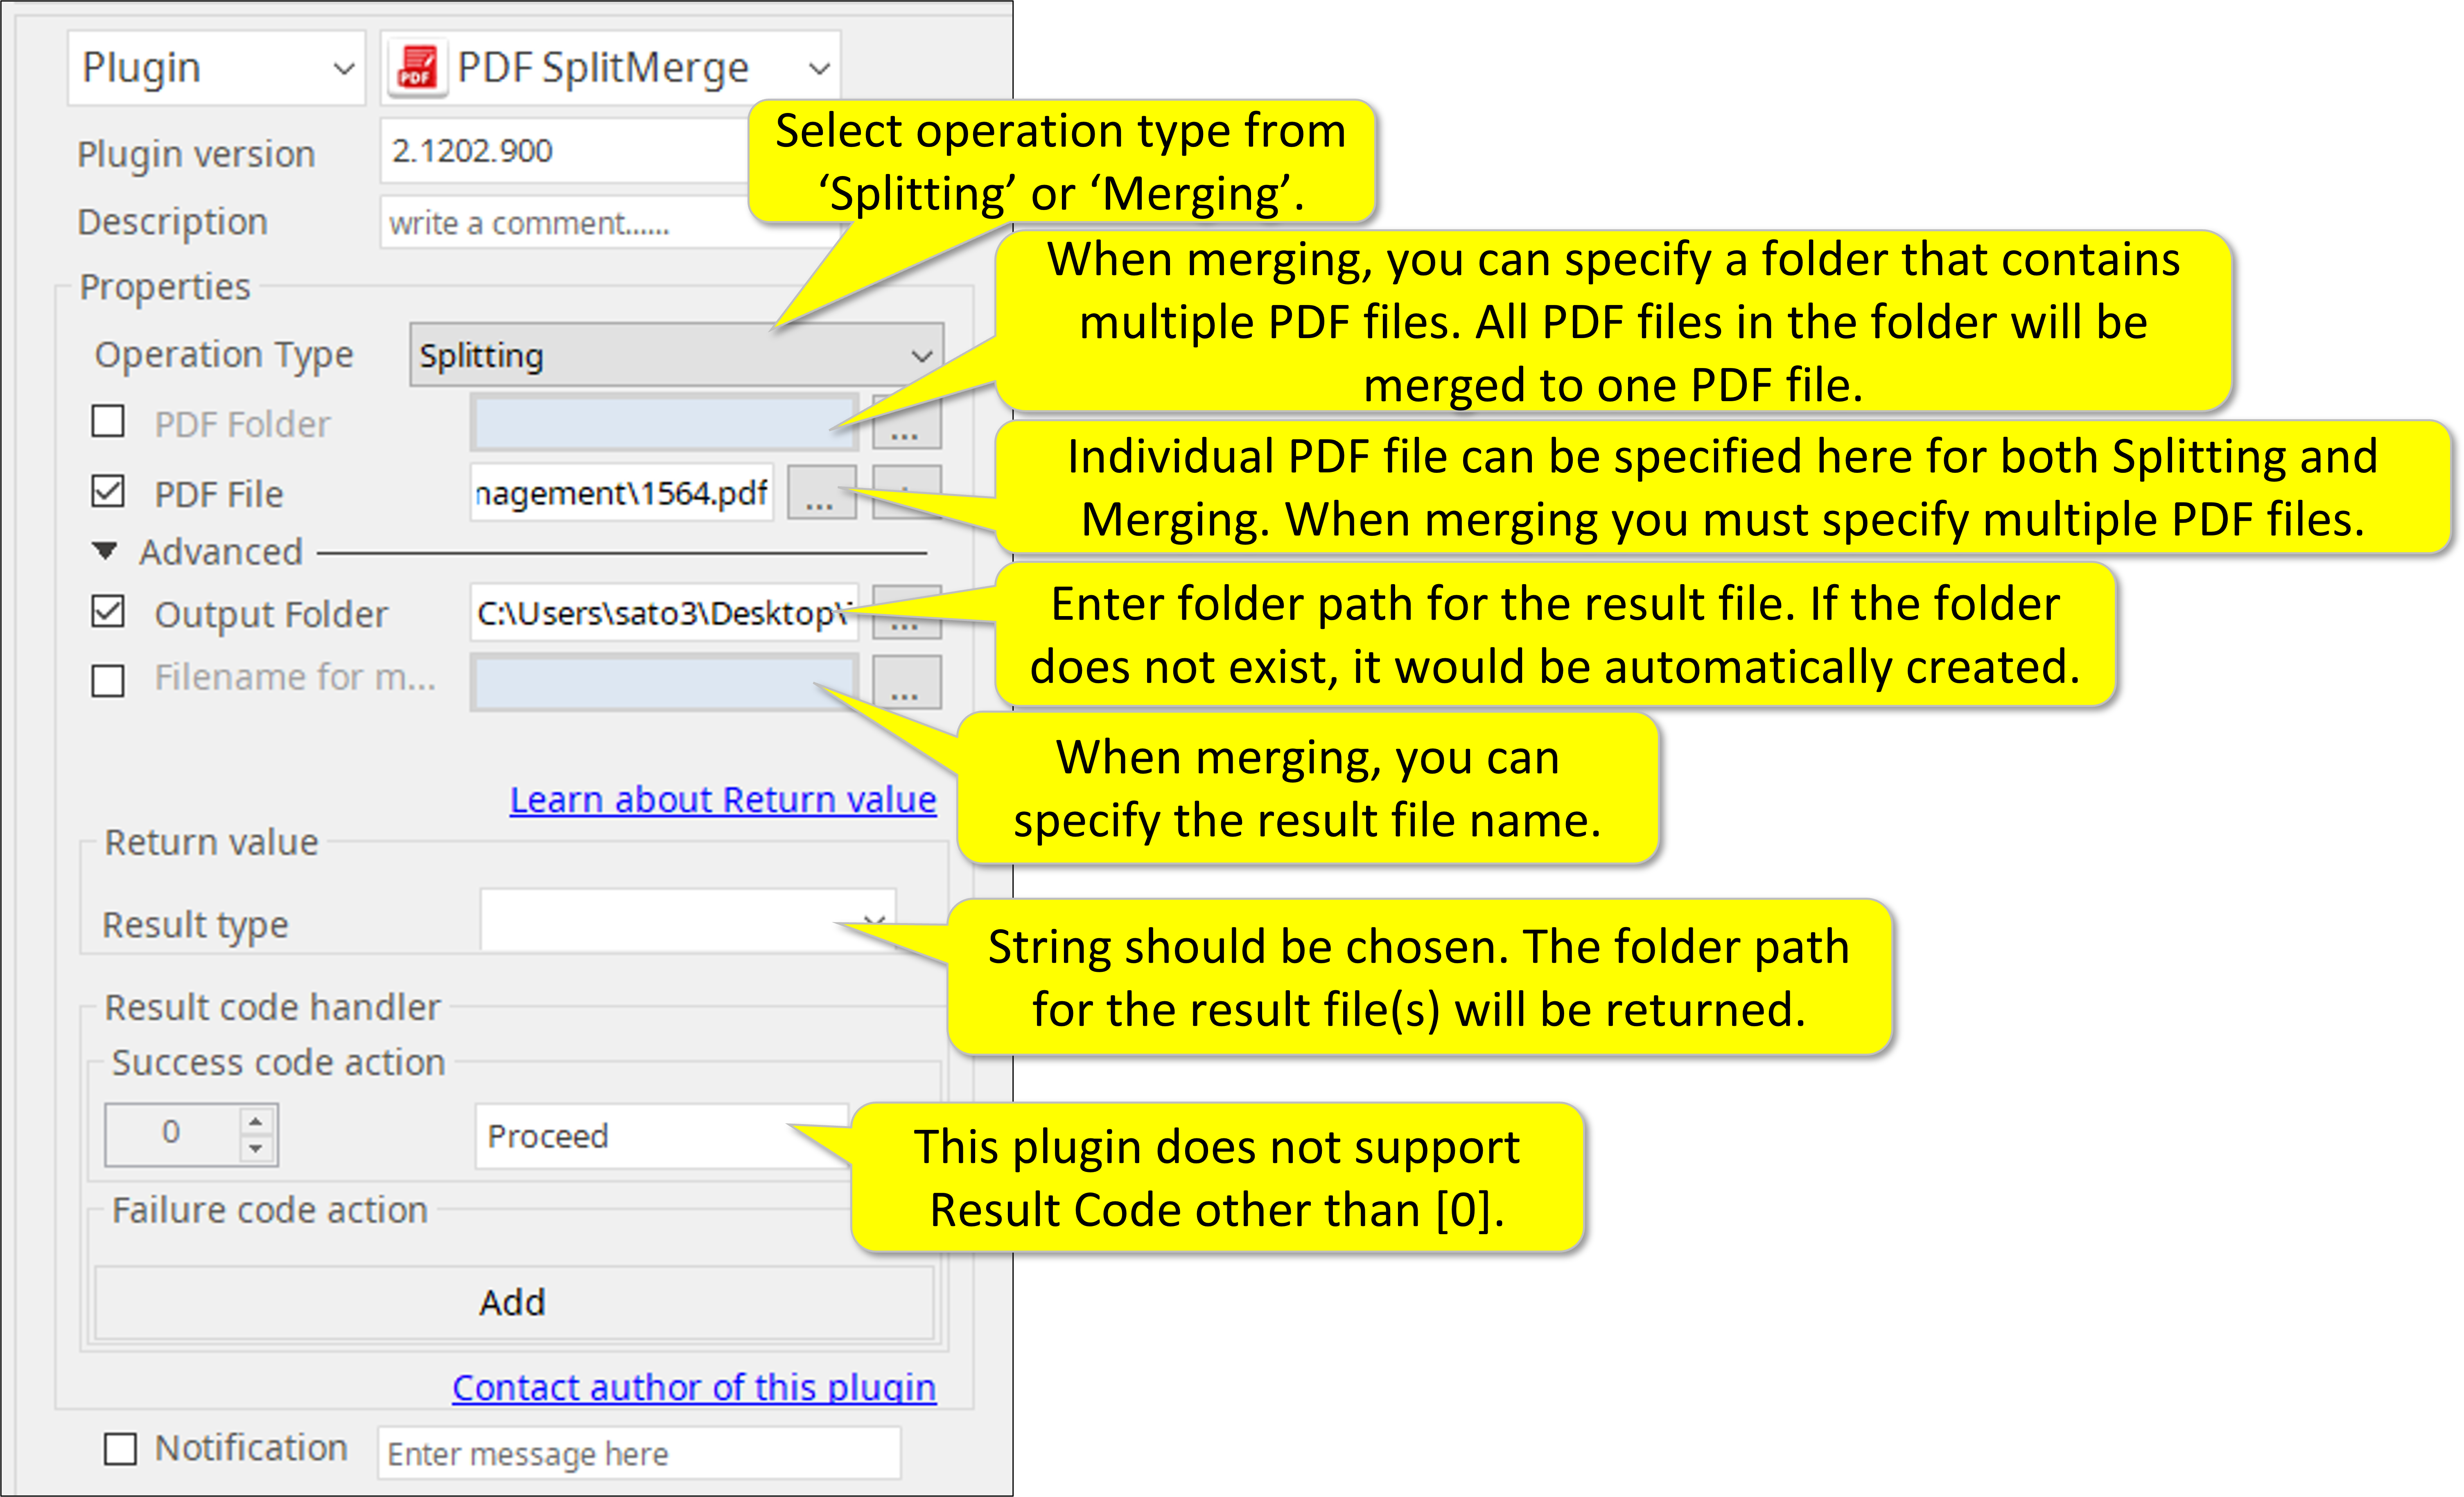 Plugin
PDF
PDF SplitMerge
Plugin version
2.1202.900
Select operation type from
‘Splitting’ or ‘Merging’.
Description
write a comment......
Properties
When merging, you can specify a folder that contains
multiple PDF files. All PDF files in the folder will be
merged to one PDF file.
Operation Type
Splitting
PDF Folder
...
PDF File
nagement\1564.pdf
...
Individual PDF file can be specified here for both Splitting and
Merging. When merging you must specify multiple PDF files.
Advanced
Output Folder
C:\Users\sato3\Desktop\
...
Enter folder path for the result file. If the folder
does not exist, it would be automatically created.
Filename for m...
...
When merging, you can
specify the result file name.
Learn about Return value
Return value
Result type
String should be chosen. The folder path
for the result file(s) will be returned.
Result code handler
Success code action
0
Proceed
This plugin does not support
Result Code other than [0].
Failure code action
Add
Contact author of this plugin
Notification
Enter message here